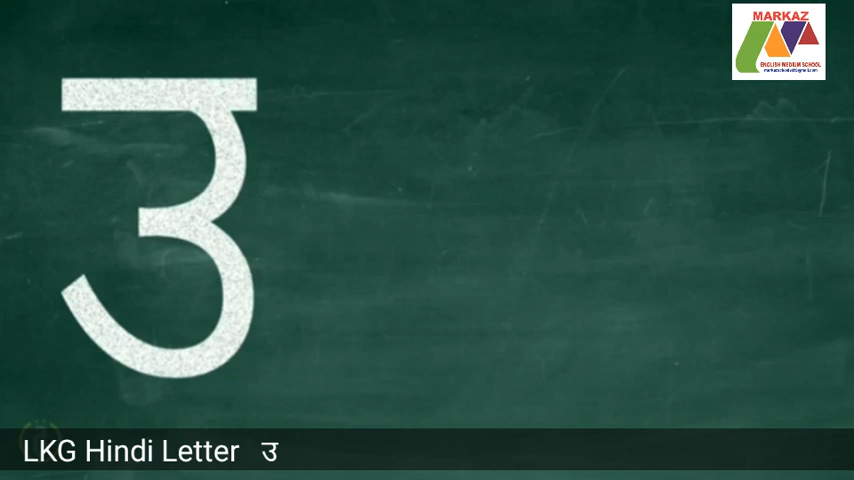 MARKAZ
ENGLISH MEDIUM SCHOOL
उ
LKG Hindi Letter उ